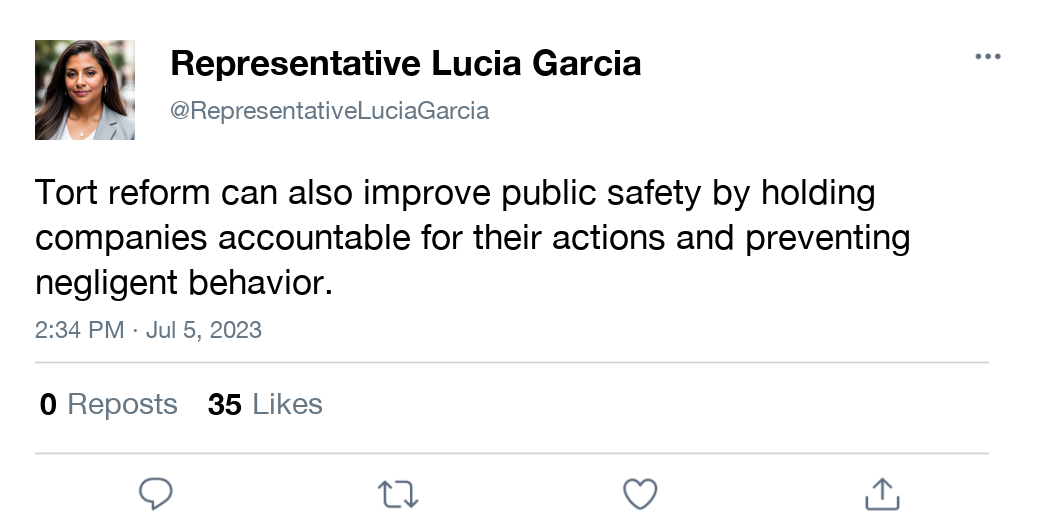 Representative Lucia Garcia
@RepresentativeLuciaGarcia
Tort reform can also improve public safety by holding
companies accountable for their actions and preventing
negligent behavior.
2:34 PM · Jul 5, 2023
0 Reposts 35 Likes